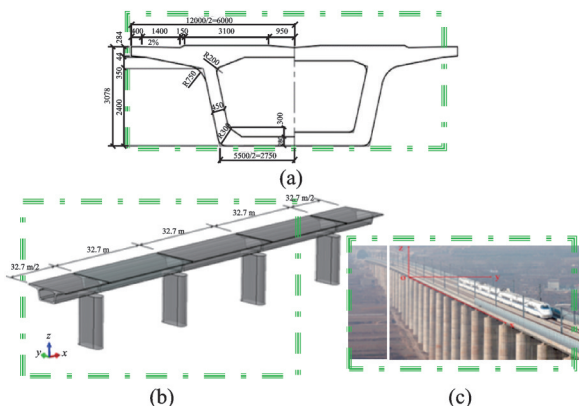 12000/2=6000
400 1400 150 3100 950
2%
284
44
350
2400
3078
R200
R750
450
R300
300
5500/2=2750
(a)
32.7 m/2
32.7 m
32.7 m
32.7 m
32.7 m/2
z
y x
(b)
y
(c)